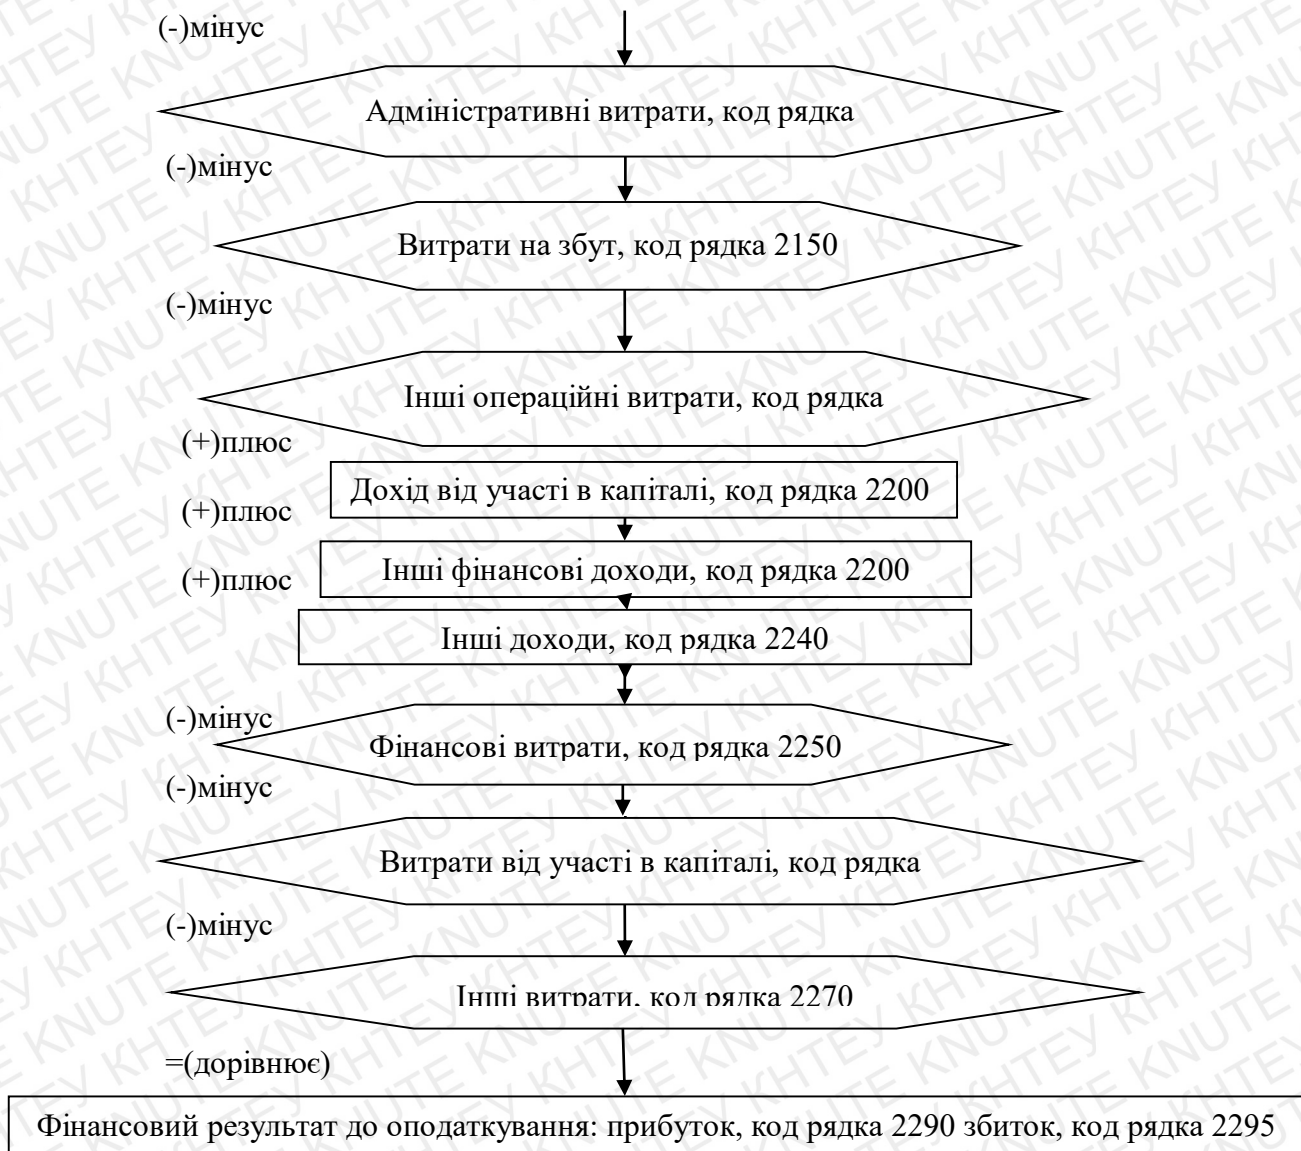 (-)мінус
Адміністративні витрати, код рядка
(-)мінус
Витрати на збут, код рядка 2150
(-)мінус
Інші операційні витрати, код рядка
(+)плюс
Дохід від участі в капіталі, код рядка 2200
(+)плюс
Інші фінансові доходи, код рядка 2200
(+)плюс
Інші доходи, код рядка 2240
(-)мінус
Фінансові витрати, код рядка 2250
(-)мінус
Витрати від участі в капіталі, код рядка
(-)мінус
Інші витрати, код рядка 2270
=(дорівнює)
Фінансовий результат до оподаткування: прибуток, код рядка 2290 збиток, код рядка 2295